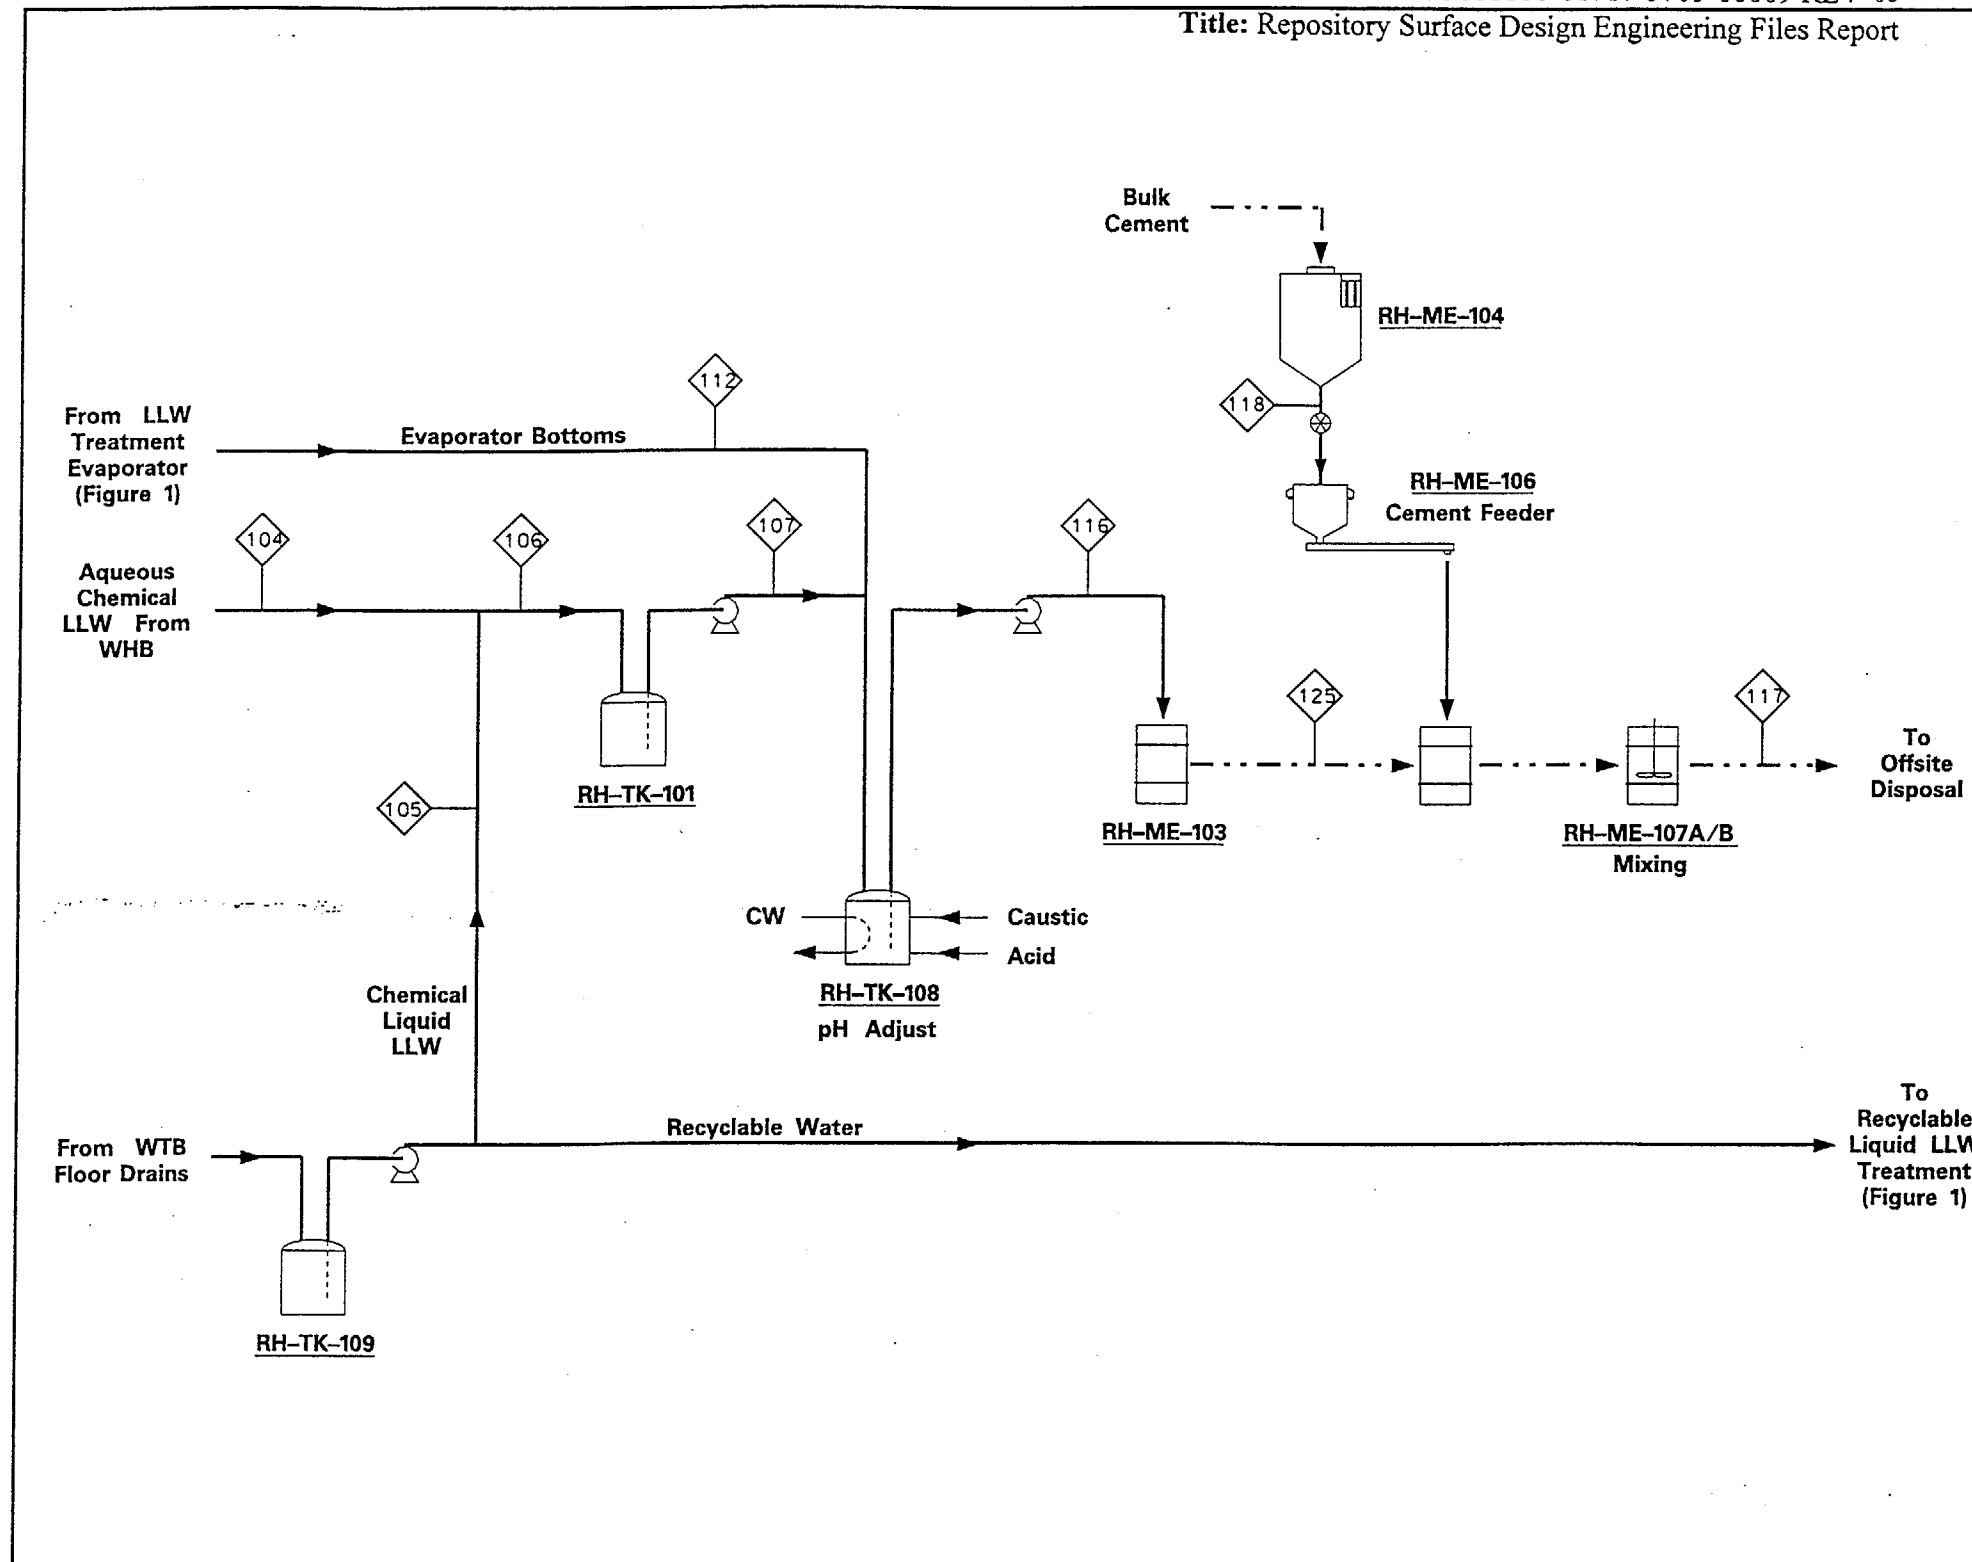 Title: Repository Surface Design Engineering Files Report
Bulk
Cement
RH-ME-104
118
112
From LLW
Treatment
Evaporator
(Figure 1)
Evaporator Bottoms
RH-ME-106
Cement Feeder
104
106
107
116
Aqueous
Chemical
LLW From
WHB
125
117
To
Offsite
Disposal
RH-TK-101
105
RH-ME-103
RH-ME-107A/B
Mixing
CW
Caustic
Acid
RH-TK-108
pH Adjust
Chemical
Liquid
LLW
From WTB
Floor Drains
Recyclable Water
To
Recyclable
Liquid LLW
Treatment
(Figure 1)
RH-TK-109